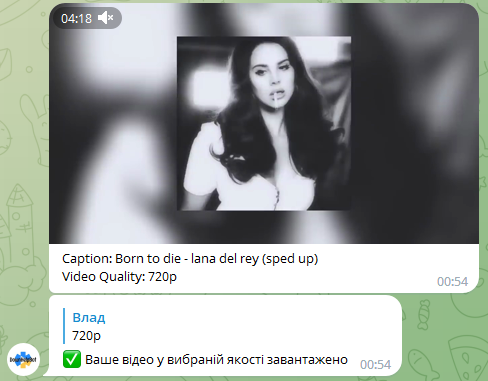 04:18
Caption: Born to die - lana del rey (sped up)
Video Quality: 720p
00:54
Влад
720p
✅ Ваше відео у вибраній якості завантажено
00:54